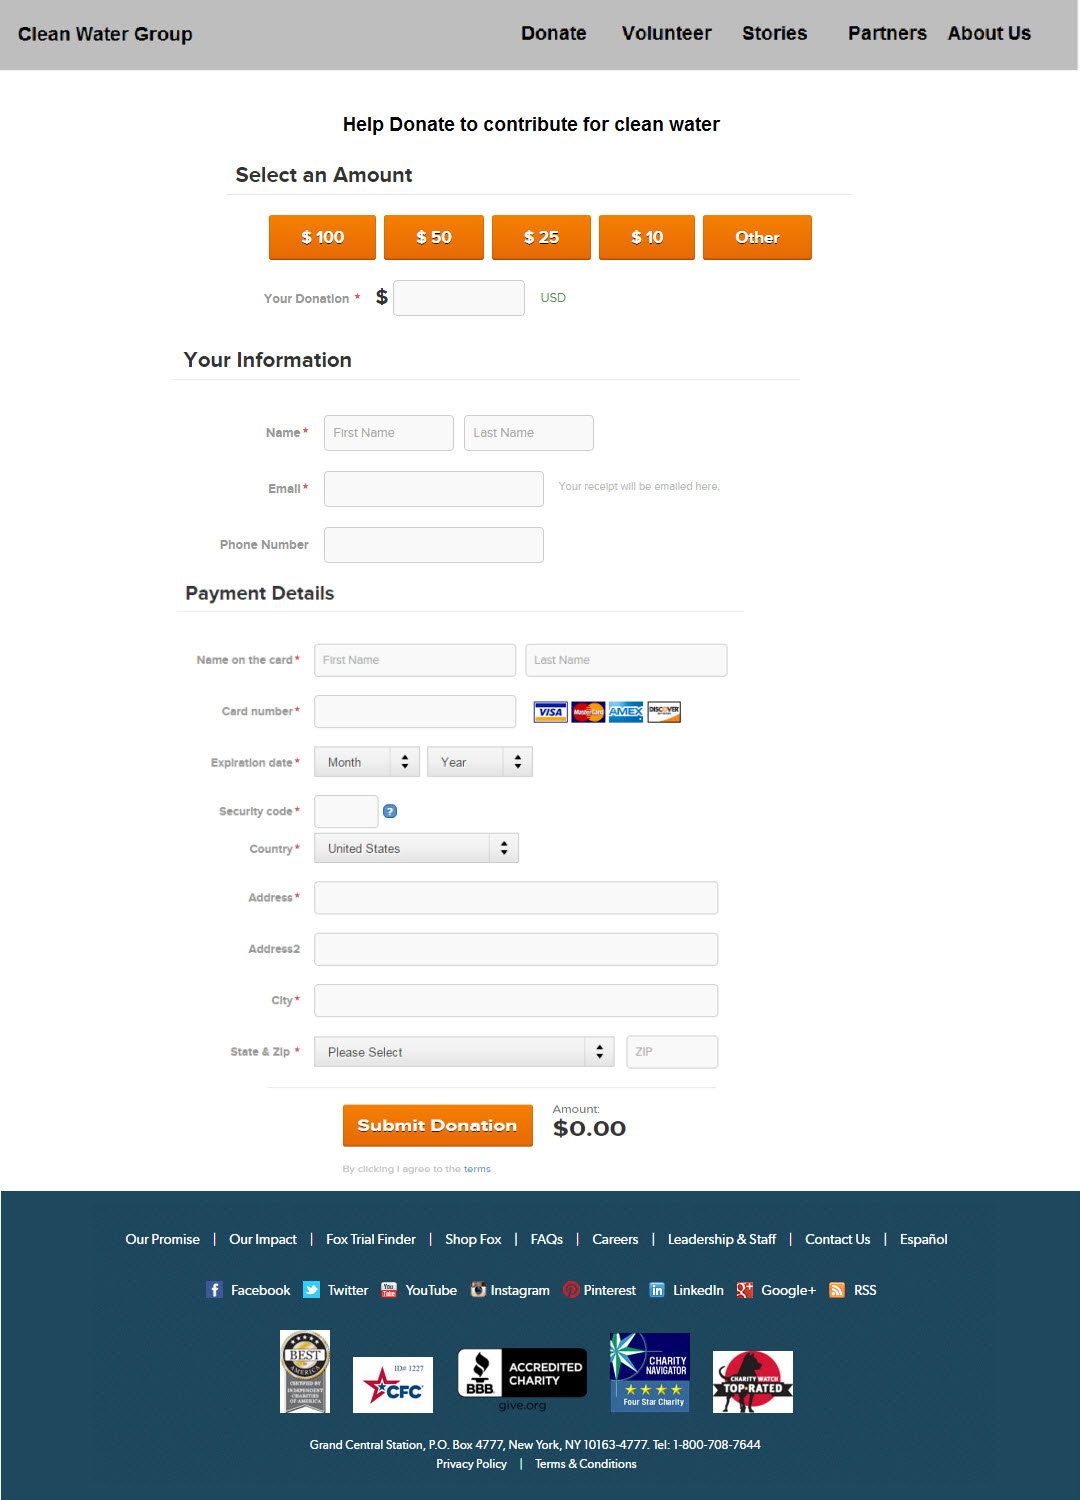 Clean Water Group
Donate Volunteer Stories Partners About Us
Help Donate to contribute for clean water
Select an Amount
$ 100 $ 50 $ 25 $ 10 Other
Your Donation * $ USD
Your Information
Name * First Name Last Name
Email * Your receipt will be emailed here.
Phone Number
Payment Details
Name on the card * First Name Last Name
Card number * VISA MasterCard AMEX DISCOVER
Expiration date * Month Year
Security code * ?
Country * United States
Address *
Address2
City *
State & Zip * Please Select ZIP
Submit Donation
Amount:
$0.00
By clicking I agree to the terms
Our Promise | Our Impact | Fox Trial Finder | Shop Fox | FAQs | Careers | Leadership & Staff | Contact Us | Español
f Facebook Twitter You Tube YouTube Instagram Pinterest in LinkedIn g+ Google+ RSS
BEST
AMERICA
CERTIFIED BY
INDEPENDENT
CHARITIES
OF AMERICA
ID# 1227
CFC
BBB
ACCREDITED
CHARITY
give.org
CHARITY
NAVIGATOR
Four Star Charity
CHARITY WATCH
TOP-RATED
Grand Central Station, P.O. Box 4777, New York, NY 10163-4777. Tel: 1-800-708-7644
Privacy Policy | Terms & Conditions